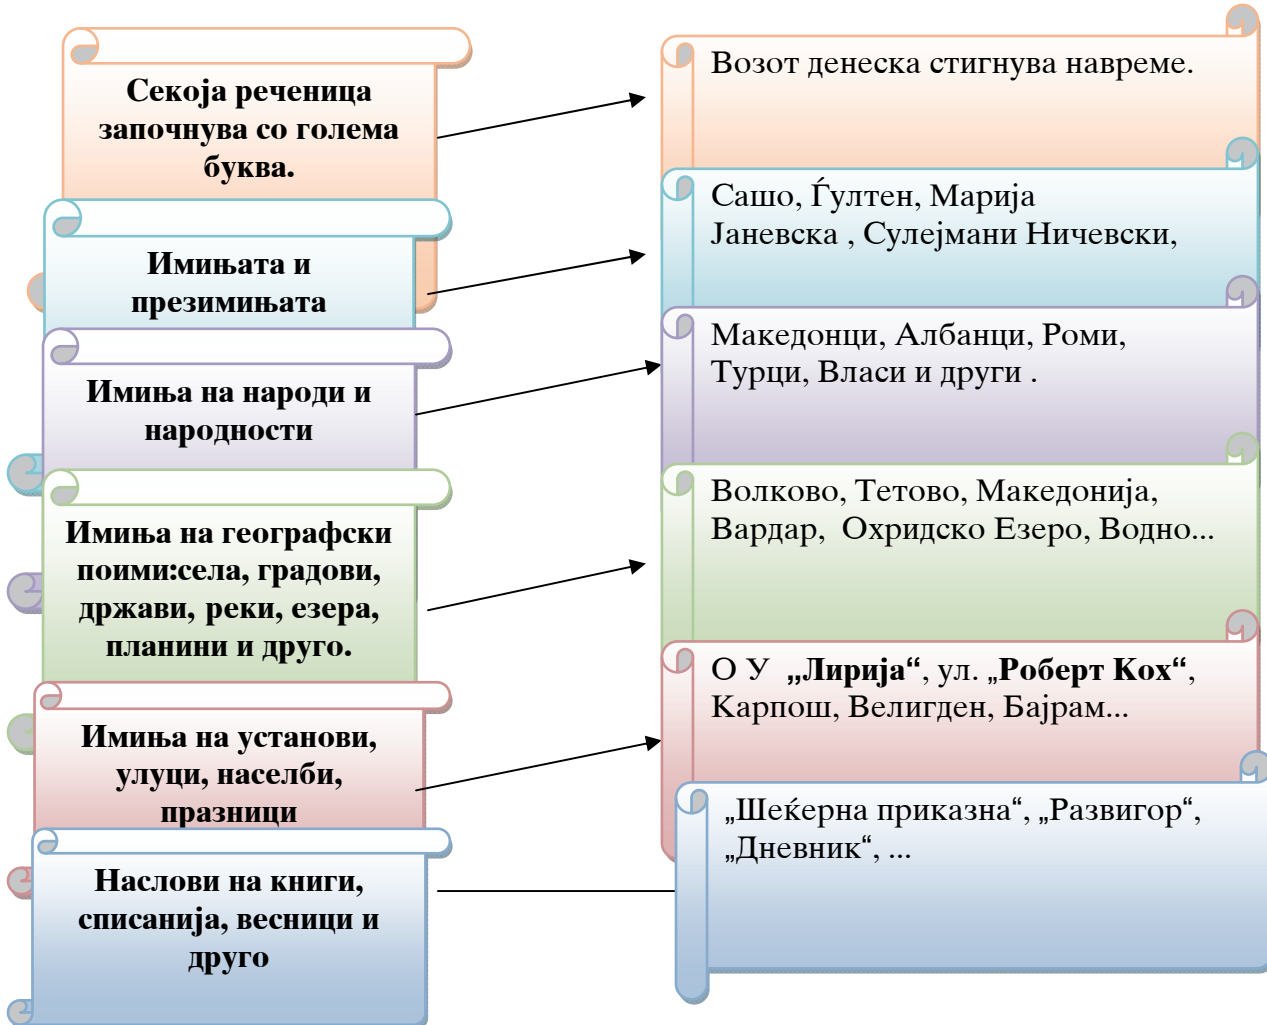 Секоја реченица
започнува со голема
буква.
Возот денеска стигнува навреме.
Имињата и
презимињата
Сашо, Ѓултен, Марија
Јаневска , Сулејмани Ничевски,
Имиња на народи и
народности
Македонци, Албанци, Роми,
Турци, Власи и други .
Имиња на географски
поими:села, градови,
држави, реки, езера,
планини и друго.
Волково, Тетово, Македонија,
Вардар,  Охридско Езеро, Водно...
Имиња на установи,
улуци, населби,
празници
О У „Лирија“, ул. „Роберт Кох“,
Карпош, Велигден, Бајрам...
Наслови на книги,
списанија, весници и
друго
„Шеќерна приказна“, „Развигор“,
„Дневник“, ...